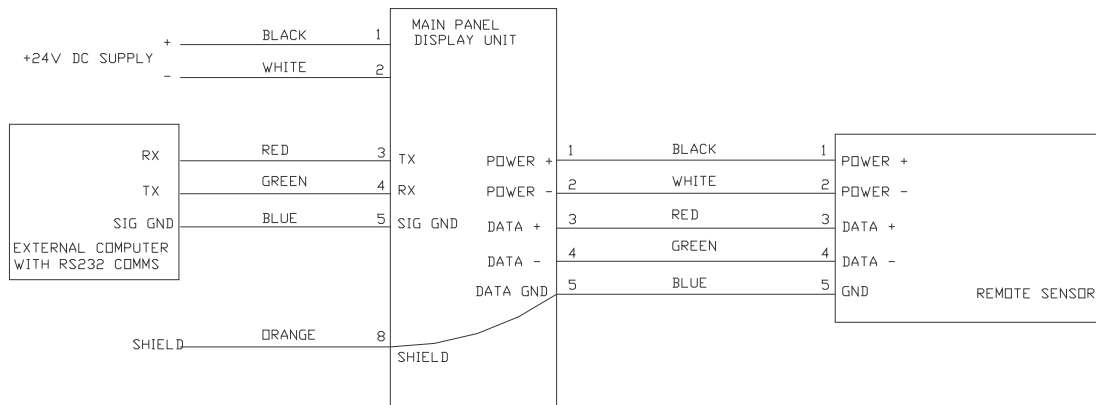 MAIN PANEL
DISPLAY UNIT
+24V DC SUPPLY
+
BLACK
1
-
WHITE
2
RX
RED
3
TX
TX
GREEN
4
RX
SIG GND
BLUE
5
SIG GND
EXTERNAL COMPUTER
WITH RS232 COMMS
SHIELD
ORANGE
8
SHIELD
POWER +
1
BLACK
1
POWER +
POWER -
2
WHITE
2
POWER -
DATA +
3
RED
3
DATA +
DATA -
4
GREEN
4
DATA -
DATA GND
5
BLUE
5
GND
REMOTE SENSOR